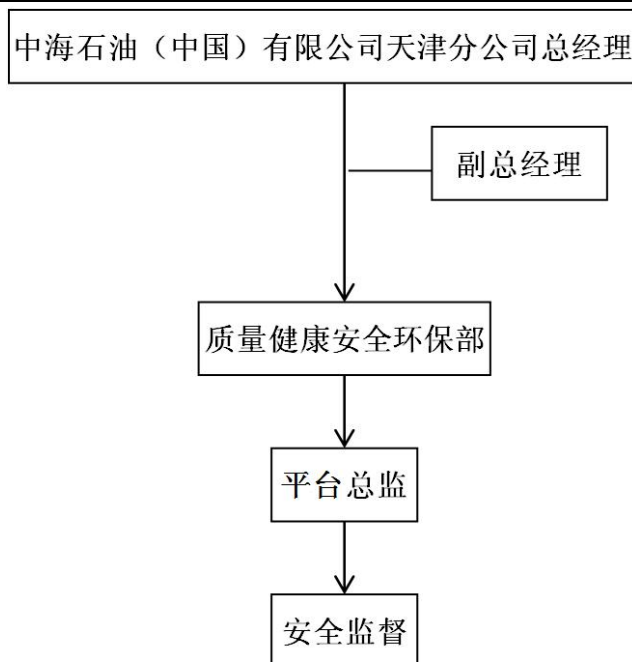 中海石油（中国）有限公司天津分公司总经理
副总经理
质量健康安全环保部
平台总监
安全监督